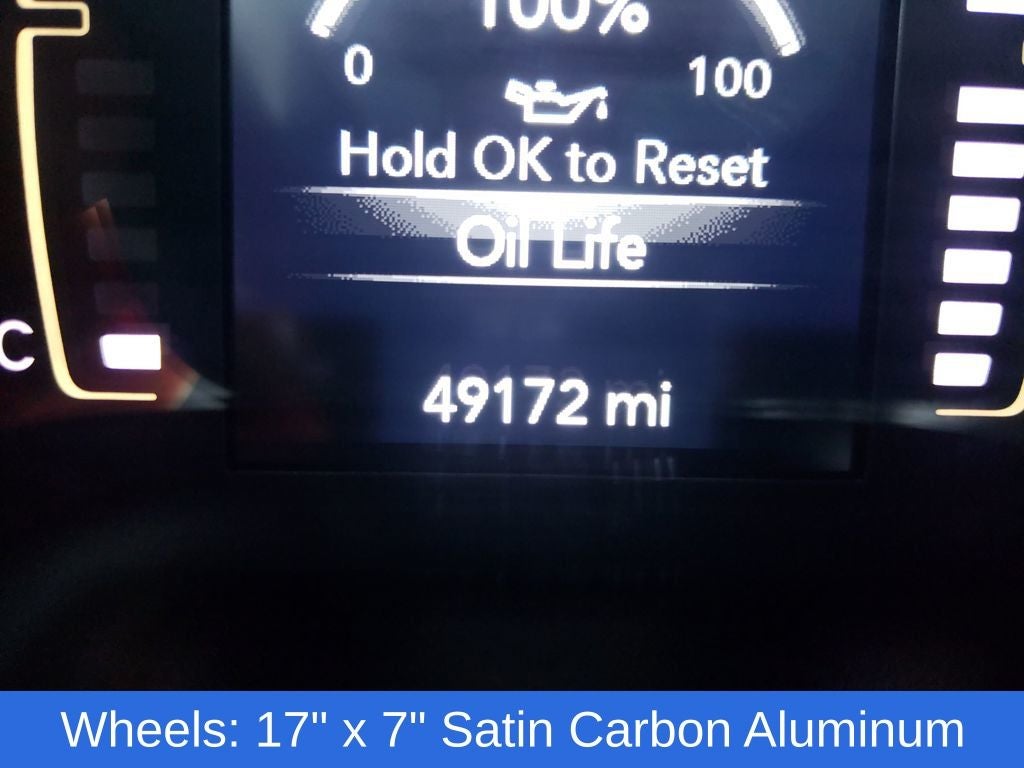 100%
0 100
Hold OK to Reset
Oil Life
C
49172 mi
Wheels: 17" x 7" Satin Carbon Aluminum